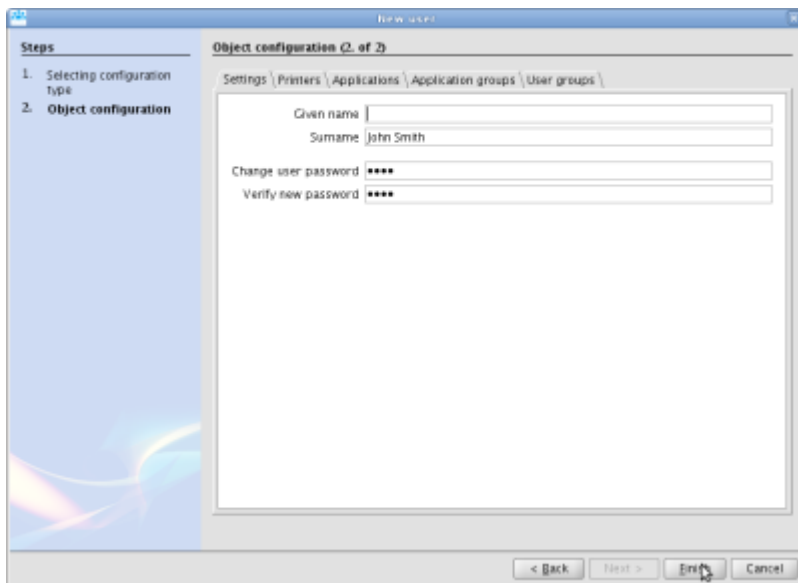 New user
Steps
1. Selecting configuration
type
2. Object configuration
Object configuration (2. of 2)
Settings Printers Applications Application groups User groups
Given name
Surname John Smith
Change user password ••••
Verify new password ••••
< Back Next > Finish Cancel